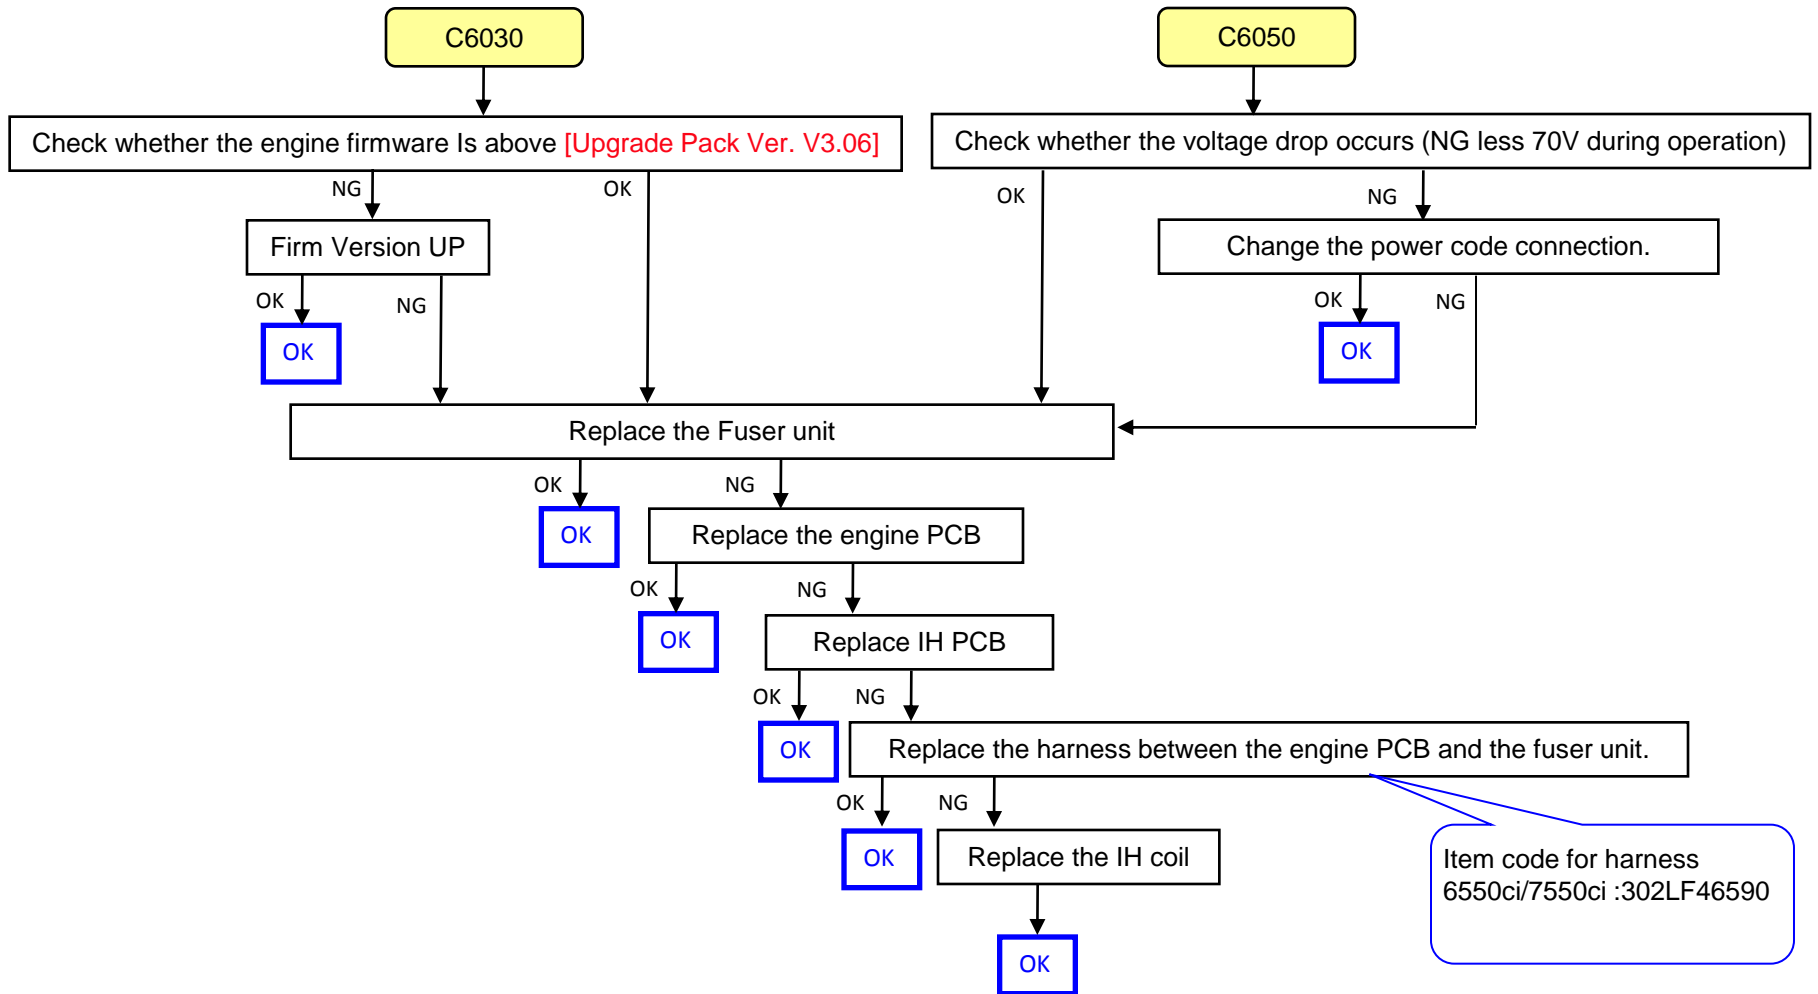 C6030
C6050
Check whether the engine firmware Is above [Upgrade Pack Ver. V3.06]
Check whether the voltage drop occurs (NG less 70V during operation)
NG
OK
OK
NG
Firm Version UP
Change the power code connection.
OK
NG
OK
NG
OK
OK
Replace the Fuser unit
OK
NG
OK
Replace the engine PCB
OK
NG
OK
Replace IH PCB
OK
NG
OK
Replace the harness between the engine PCB and the fuser unit.
OK
NG
OK
Replace the IH coil
Item code for harness
6550ci/7550ci :302LF46590
OK